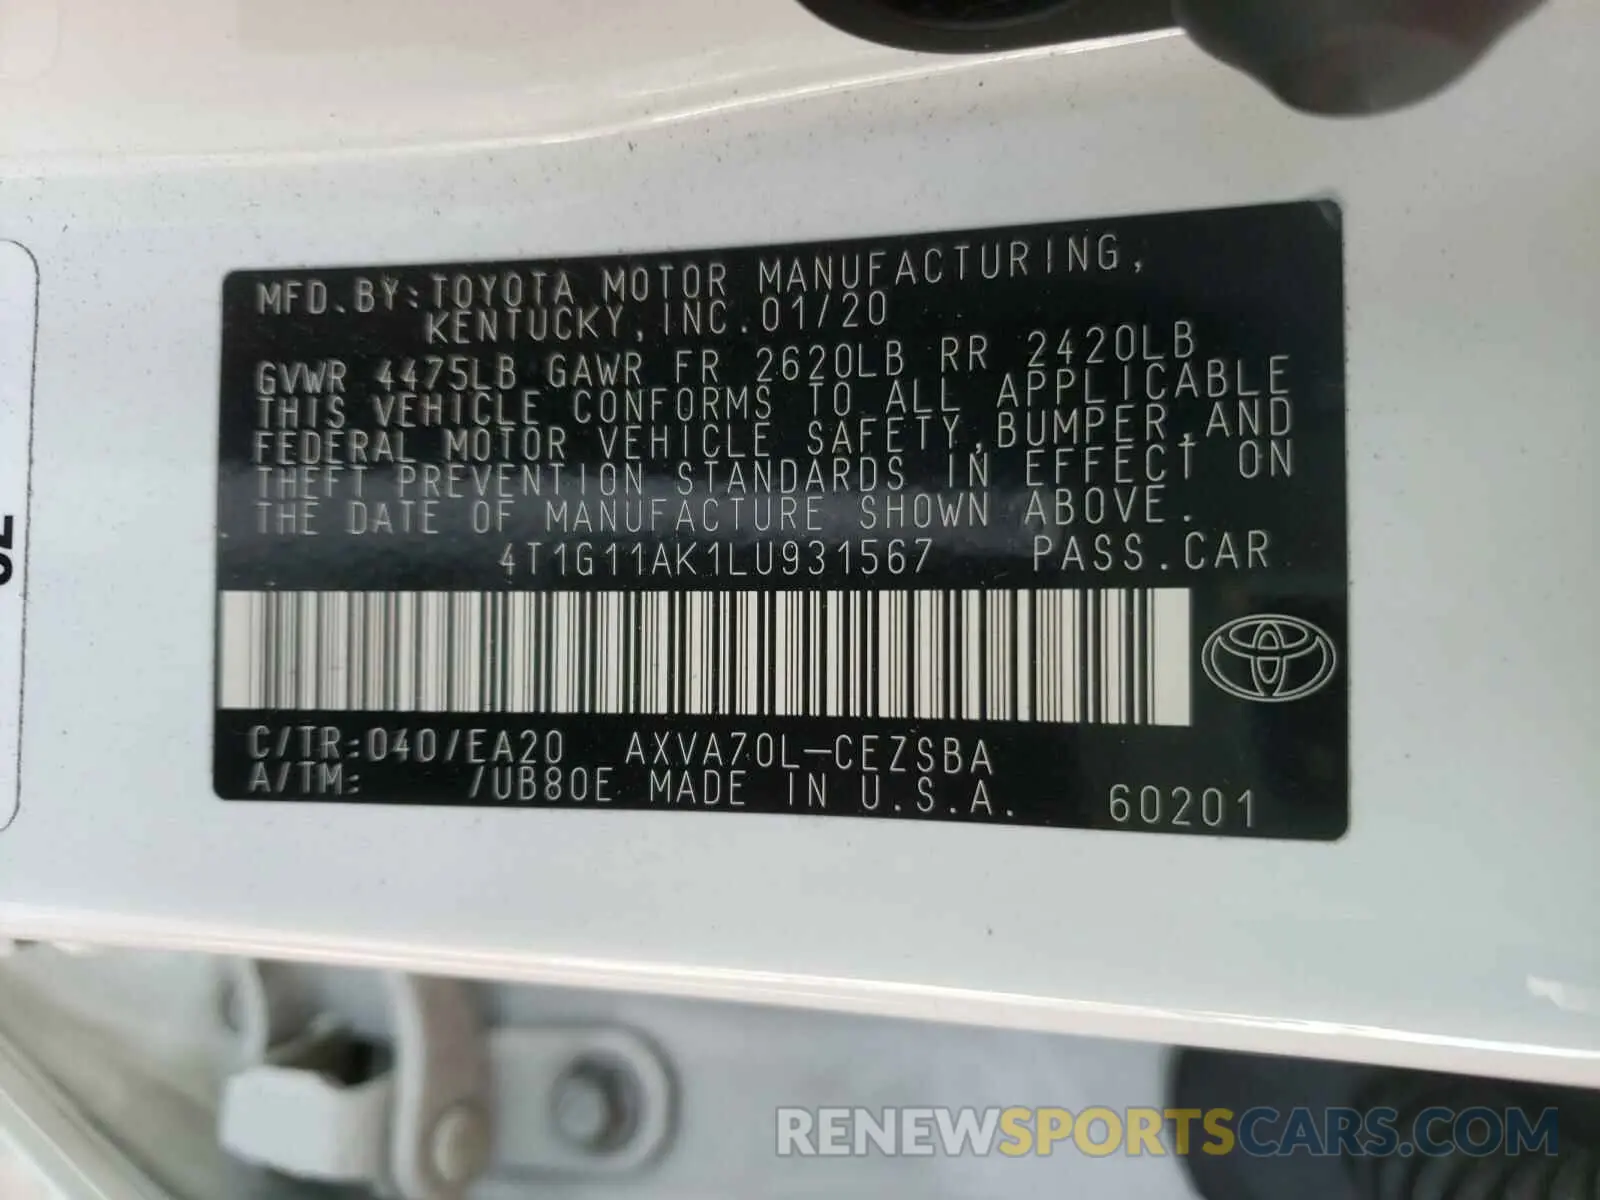 MFD.BY:TOYOTA MOTOR MANUFACTURING,
KENTUCKY, INC.01/20
GVWR 4475LB GAWR FR 2620LB RR 2420LB
THIS VEHICLE CONFORMS TO ALL APPLICABLE
FEDERAL MOTOR VEHICLE SAFETY,BUMPER,AND
THEFT PREVENTION STANDARDS IN EFFECT ON
THE DATE OF MANUFACTURE SHOWN ABOVE.
4T1G11AK1LU931567 PASS.CAR
C/TR:040/EA20 AXVA70L-CEZSBA
A/TM: /UB80E MADE IN U.S.A. 60201
RENEWSPORTSCARS.COM